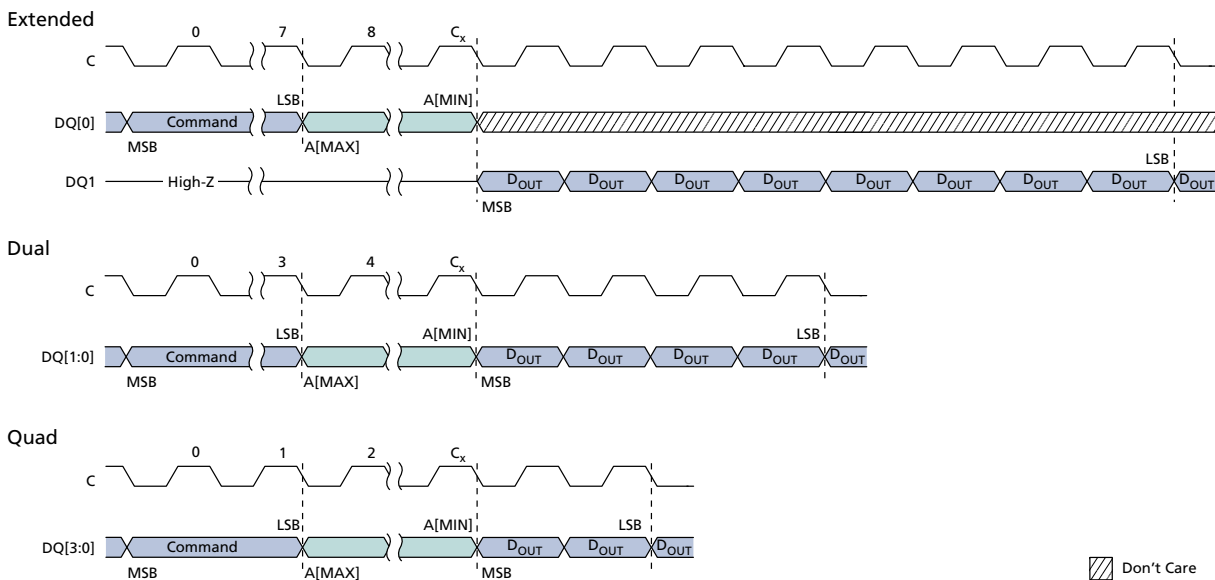 Extended
0 7 8 Cx
C
LSB A[MIN]
DQ[0] Command
MSB A[MAX]
LSB
DQ1 High-Z DOUT DOUT DOUT DOUT DOUT DOUT DOUT DOUT DOUT
MSB
Dual
0 3 4 Cx
C
LSB A[MIN] LSB
DQ[1:0] Command DOUT DOUT DOUT DOUT DOUT
MSB A[MAX] MSB
Quad
0 1 2 Cx
C
LSB A[MIN] LSB
DQ[3:0] Command DOUT DOUT DOUT
MSB A[MAX] MSB
Don't Care